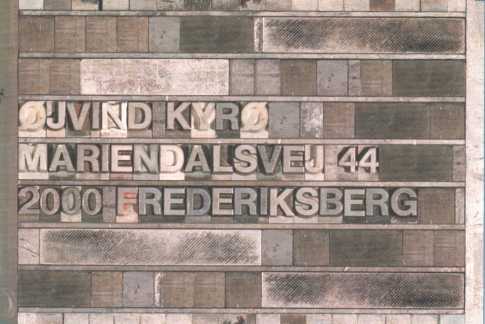 ØJVIND KYRØ
MARIENDALSVEJ 44
2000 FREDERIKSBERG